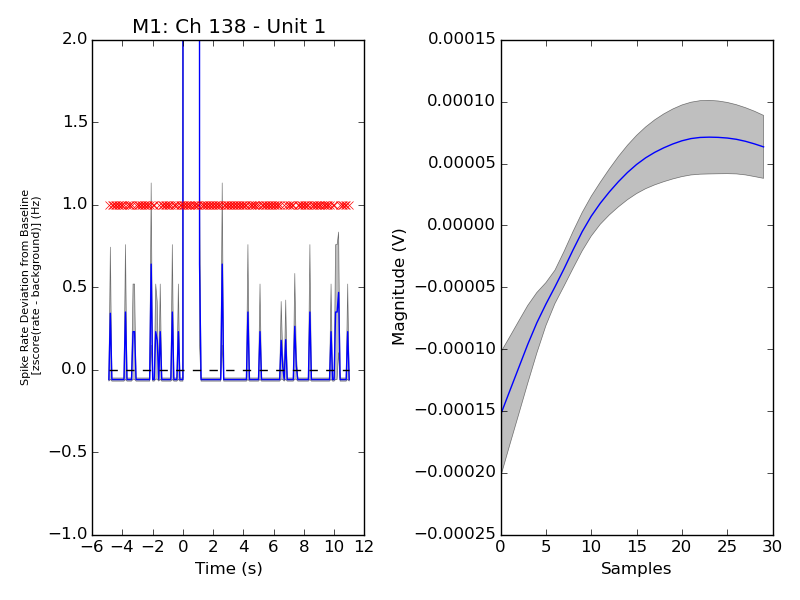 M1: Ch 138 - Unit 1
2.0
1.5
1.0
0.5
0.0
−0.5
−1.0
−6 −4 −2 0 2 4 6 8 10 12
Time (s)
Spike Rate Deviation from Baseline
[zscore(rate - background)] (Hz)
0.00015
0.00010
0.00005
0.00000
−0.00005
−0.00010
−0.00015
−0.00020
−0.00025
0 5 10 15 20 25 30
Samples
Magnitude (V)